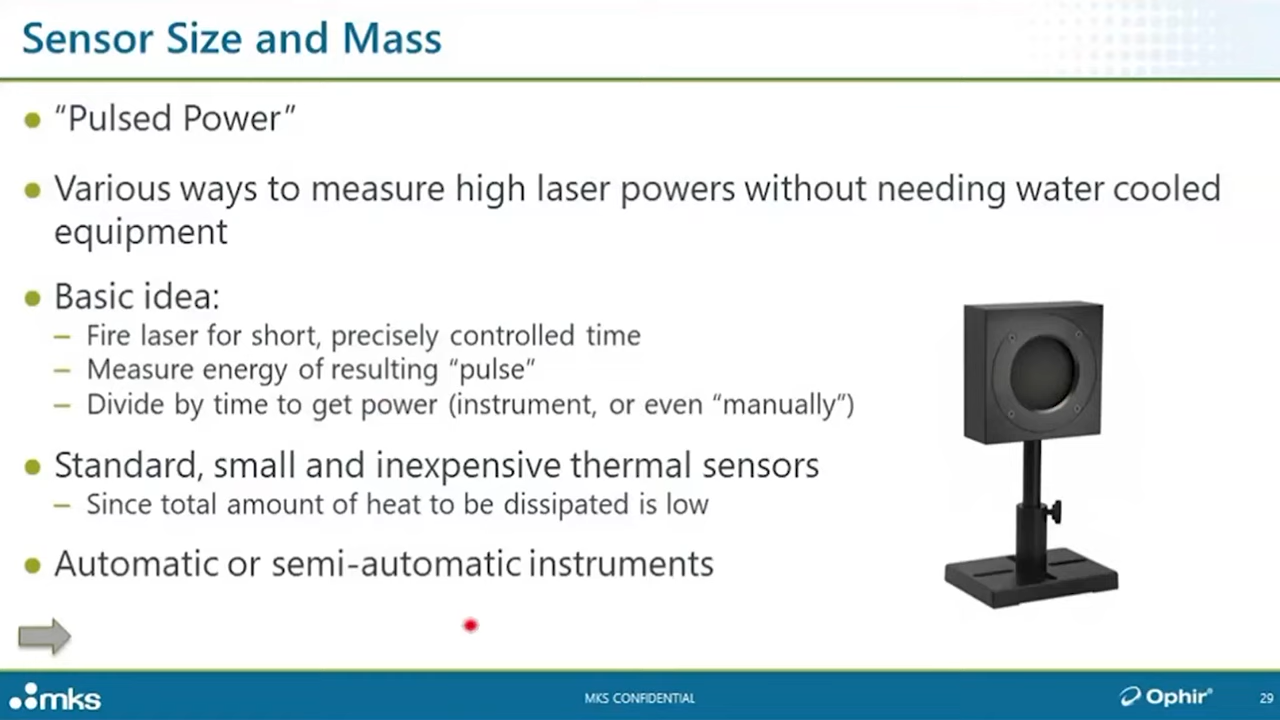 Sensor Size and Mass
“Pulsed Power”
Various ways to measure high laser powers without needing water cooled
equipment
Basic idea:
– Fire laser for short, precisely controlled time
– Measure energy of resulting “pulse”
– Divide by time to get power (instrument, or even “manually”)
Standard, small and inexpensive thermal sensors
– Since total amount of heat to be dissipated is low
Automatic or semi-automatic instruments
mks
MKS CONFIDENTIAL
Ophir®
29